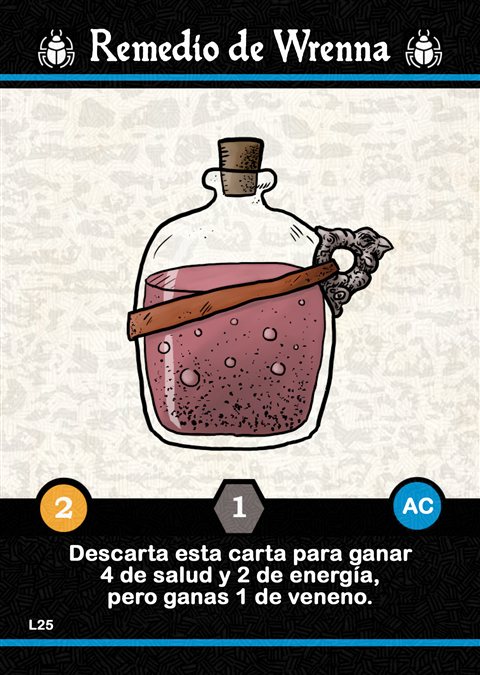 Remedio de Wrenna
2
1
AC
Descarta esta carta para ganar
4 de salud y 2 de energía,
pero ganas 1 de veneno.
L25